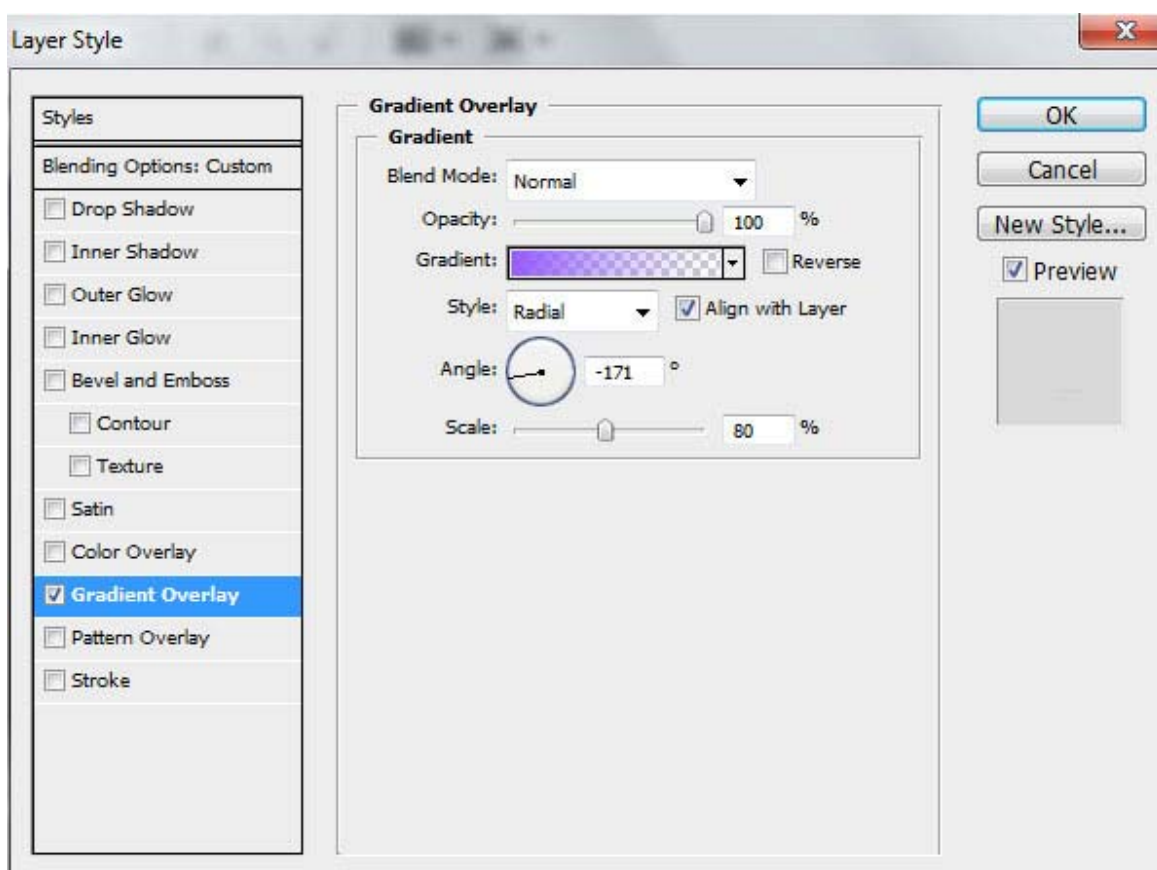 Layer Style
X
Styles
Blending Options: Custom
Drop Shadow
Inner Shadow
Outer Glow
Inner Glow
Bevel and Emboss
Contour
Texture
Satin
Color Overlay
Gradient Overlay
Pattern Overlay
Stroke
Gradient Overlay
Gradient
Blend Mode: Normal
Opacity: 100 %
Gradient: Reverse
Style: Radial Align with Layer
Angle: -171 °
Scale: 80 %
OK
Cancel
New Style...
Preview